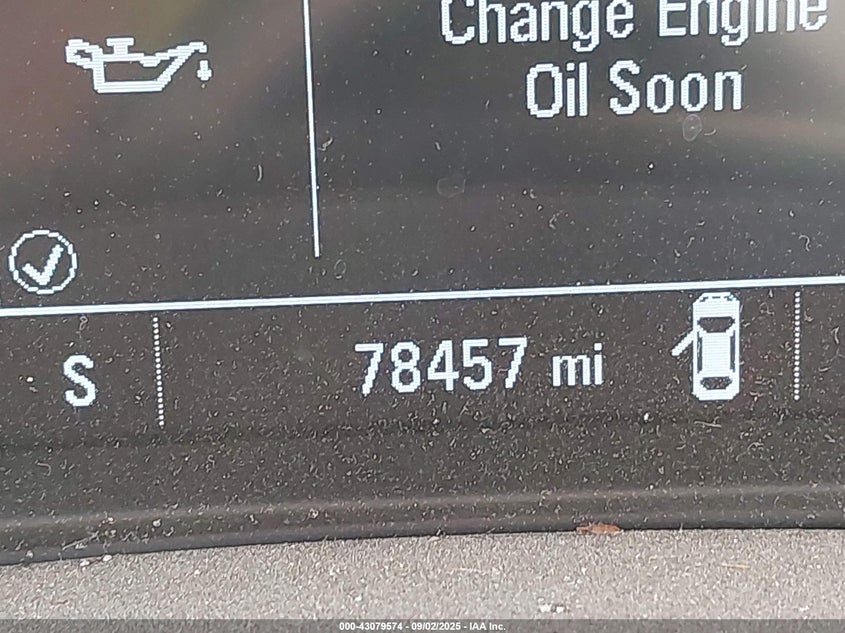 Change Engine
Oil Soon
S
78457 mi
000-43079574 - 09/02/2025 - IAA Inc.